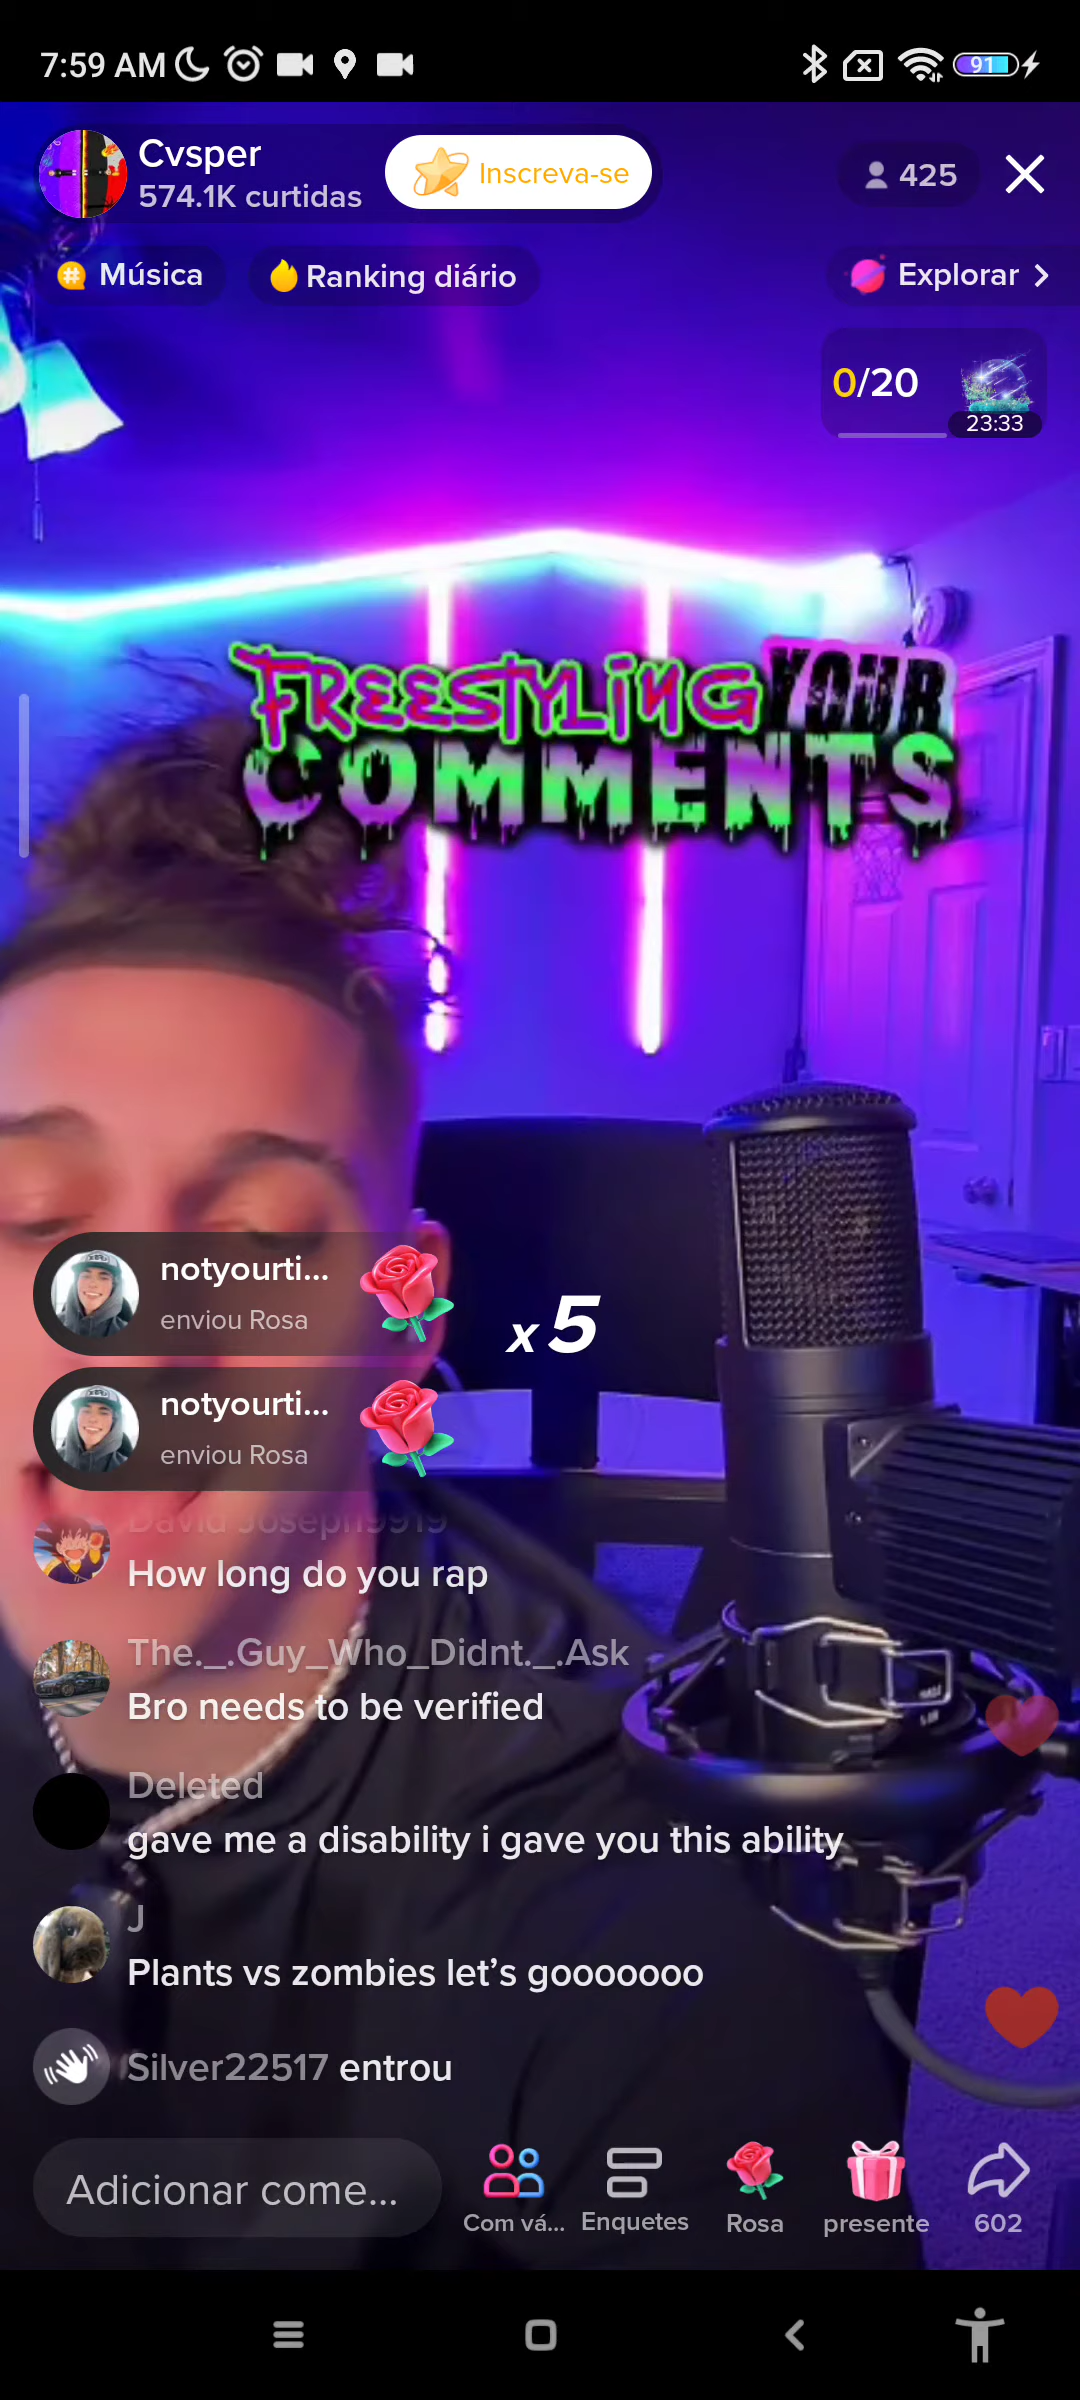 7:59 AM
91
Cvsper
574.1K curtidas
Inscreva-se
425
Música
Ranking diário
Explorar
0/20
23:33
FREESTYLING YOUR
COMMENTS
notyourti...
enviou Rosa
x 5
notyourti...
enviou Rosa
David Joseph9919
How long do you rap
The._.Guy_Who_Didnt._.Ask
Bro needs to be verified
Deleted
gave me a disability i gave you this ability
J
Plants vs zombies let’s gooooooo
Silver22517 entrou
Adicionar come...
Com vá...
Enquetes
Rosa
presente
602